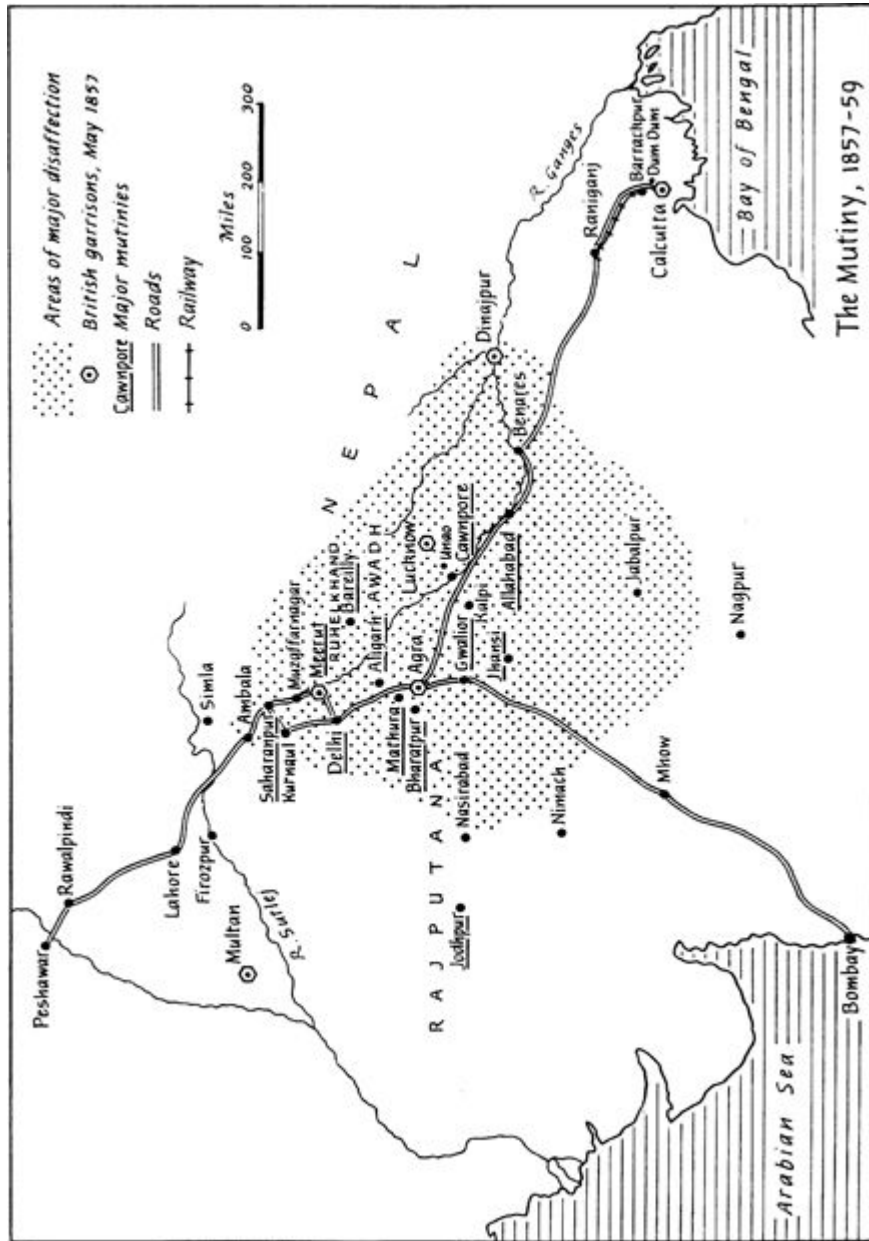 Areas of major disaffection
British garrisons, May 1857
Cawnpore Major mutinies
Roads
Railway
Miles
0 100 200 300
Peshawar
Rawalpindi
Lahore
Firozpur
Multan
R. Sutlej
Simla
Ambala
Saharanpur
Kurnaul
Muzaffarnagar
Meerut
Delhi
RUHELKHAND
Bareilly
NEPAL
Aligarh
AWADH
Mathura
Agra
Bharatpur
Lucknow
Unao
Cawnpore
RAJPUTANA
Jodhpur
Nasirabad
Gwalior
Kalpi
Jhansi
Allahabad
Benares
Dinajpur
R. Ganges
Nimach
Jabalpur
Raniganj
Barrackpur
Dum Dum
Calcutta
Mhow
Nagpur
Bombay
Arabian Sea
Bay of Bengal
The Mutiny, 1857-59